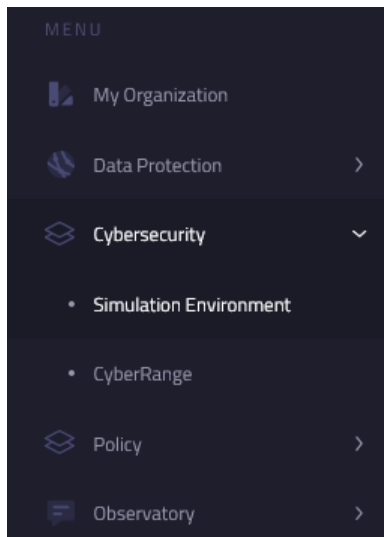 MENU
My Organization
Data Protection
Cybersecurity
Simulation Environment
CyberRange
Policy
Observatory